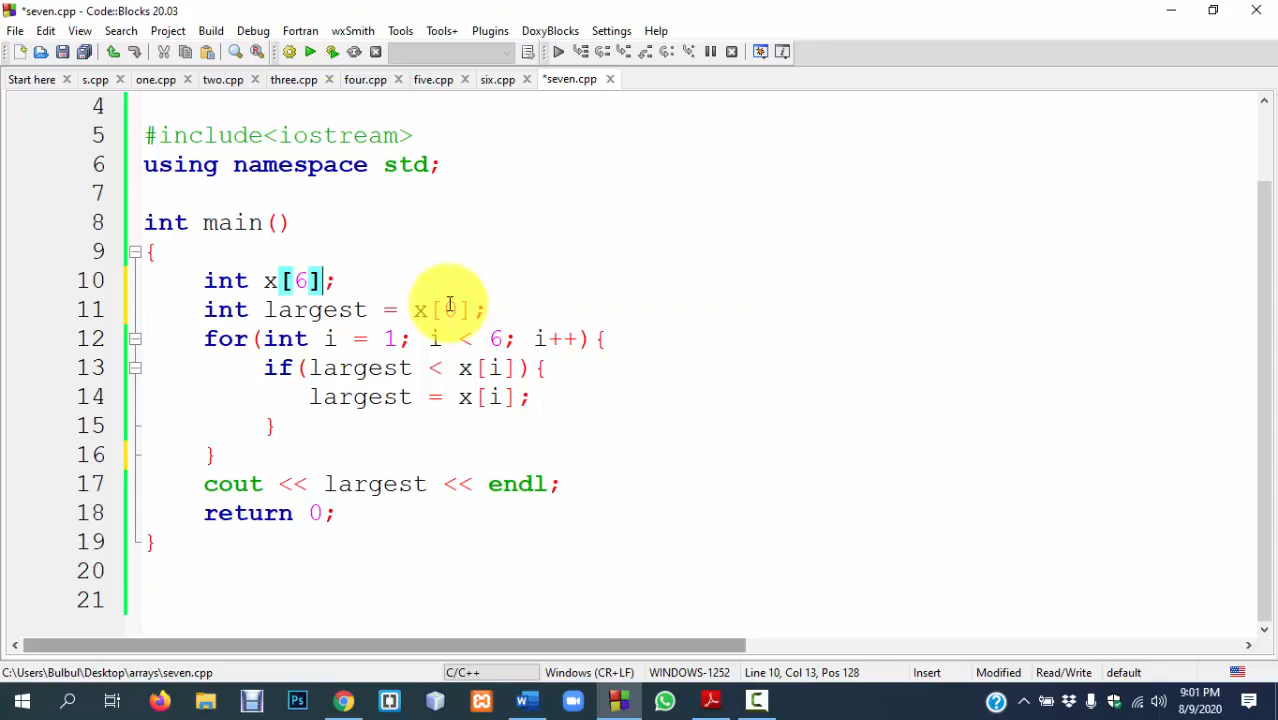 *seven.cpp - Code::Blocks 20.03
File Edit View Search Project Build Debug Fortran wxSmith Tools Tools+ Plugins DoxyBlocks Settings Help
Start here s.cpp one.cpp two.cpp three.cpp four.cpp five.cpp six.cpp *seven.cpp
4
5 #include<iostream>
6 using namespace std;
7
8 int main()
9 {
10 int x[6];
11 int largest = x[0];
12 for(int i = 1; i < 6; i++){
13 if(largest < x[i]){
14 largest = x[i];
15 }
16 }
17 cout << largest << endl;
18 return 0;
19 }
20
21
C:\Users\Bulbul\Desktop\arrays\seven.cpp C/C++ Windows (CR+LF) WINDOWS-1252 Line 10, Col 13, Pos 128 Insert Modified Read/Write default
9:01 PM
8/9/2020